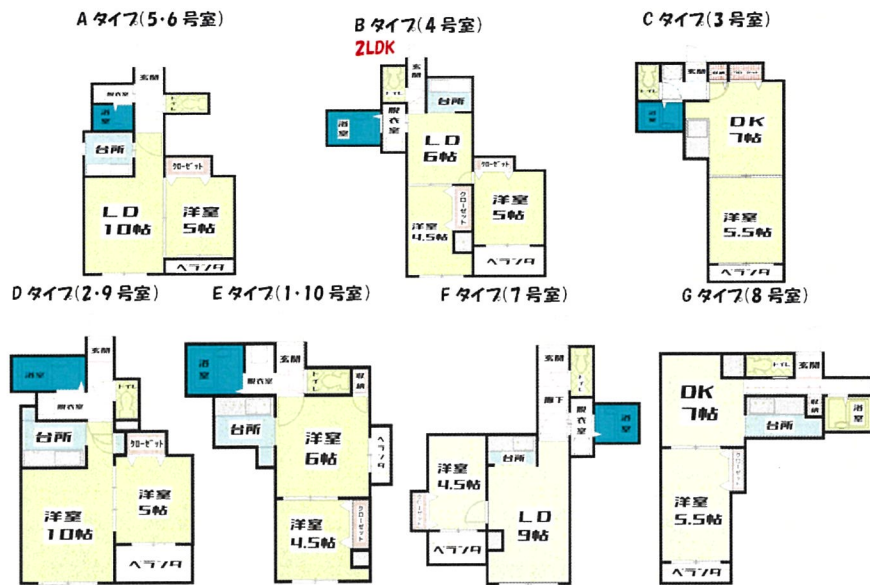 A タイプ(5・6 号室)
玄関
脱衣室
トイレ
浴室
台所
クローゼット
LD
10帖
洋室
5帖
ベランダ
B タイプ(4 号室)
2LDK
玄関
トイレ
台所
浴室
脱衣室
LD
6帖
クローゼット
クローゼット
洋室
4.5帖
洋室
5帖
ベランダ
C タイプ(3 号室)
玄関
トイレ
収納
浴室
DK
7帖
洋室
5.5帖
ベランダ
D タイプ(2・9 号室)
玄関
浴室
トイレ
脱衣室
台所
クローゼット
洋室
10帖
洋室
5帖
ベランダ
E タイプ(1・10 号室)
玄関
浴室
脱衣室
トイレ
収納
台所
洋室
6帖
ベランダ
洋室
4.5帖
クローゼット
F タイプ(7 号室)
玄関
トイレ
廊下
脱衣室
浴室
台所
洋室
4.5帖
LD
9帖
ベランダ
G タイプ(8 号室)
玄関
トイレ
DK
7帖
収納
浴室
台所
クローゼット
洋室
5.5帖
ベランダ